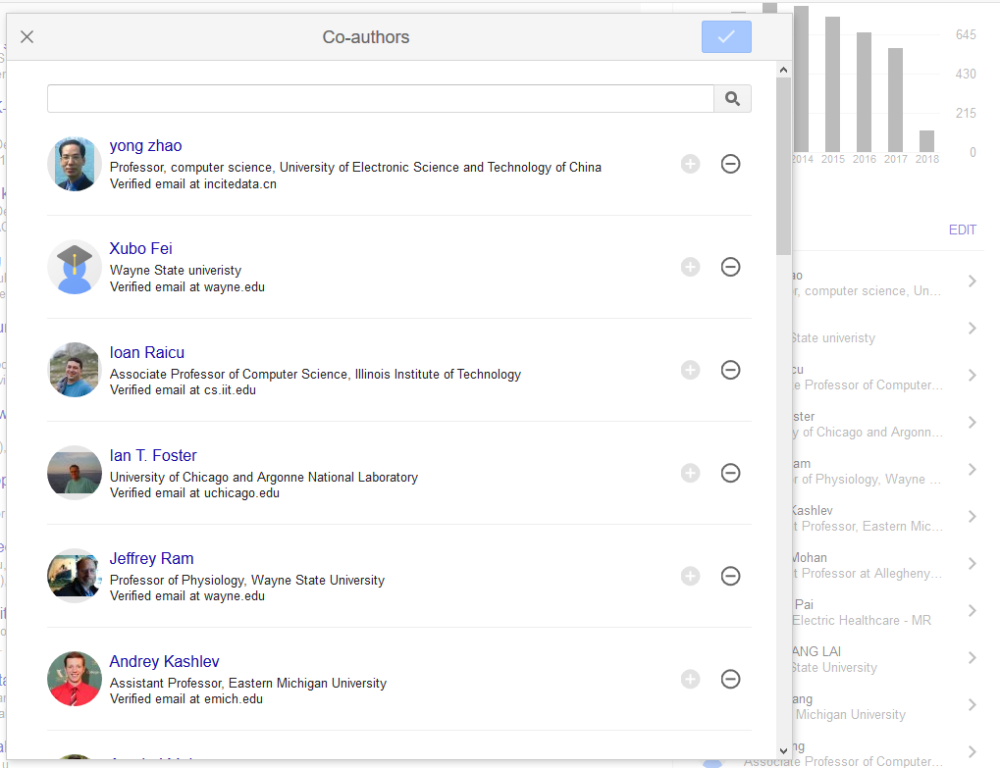 Co-authors
yong zhao
Professor, computer science, University of Electronic Science and Technology of China
Verified email at incitedata.cn
Xubo Fei
Wayne State univeristy
Verified email at wayne.edu
Ioan Raicu
Associate Professor of Computer Science, Illinois Institute of Technology
Verified email at cs.iit.edu
Ian T. Foster
University of Chicago and Argonne National Laboratory
Verified email at uchicago.edu
Jeffrey Ram
Professor of Physiology, Wayne State University
Verified email at wayne.edu
Andrey Kashlev
Assistant Professor, Eastern Michigan University
Verified email at emich.edu
645
430
215
0
2014 2015 2016 2017 2018
EDIT
ao
r, computer science, Un...
State univeristy
cu
e Professor of Computer...
ster
y of Chicago and Argonn...
am
r of Physiology, Wayne ...
Kashlev
t Professor, Eastern Mic...
Mohan
t Professor at Allegheny...
Pai
Electric Healthcare - MR
ANG LAI
State University
ang
Michigan University
ng
Associate Professor of Computer...